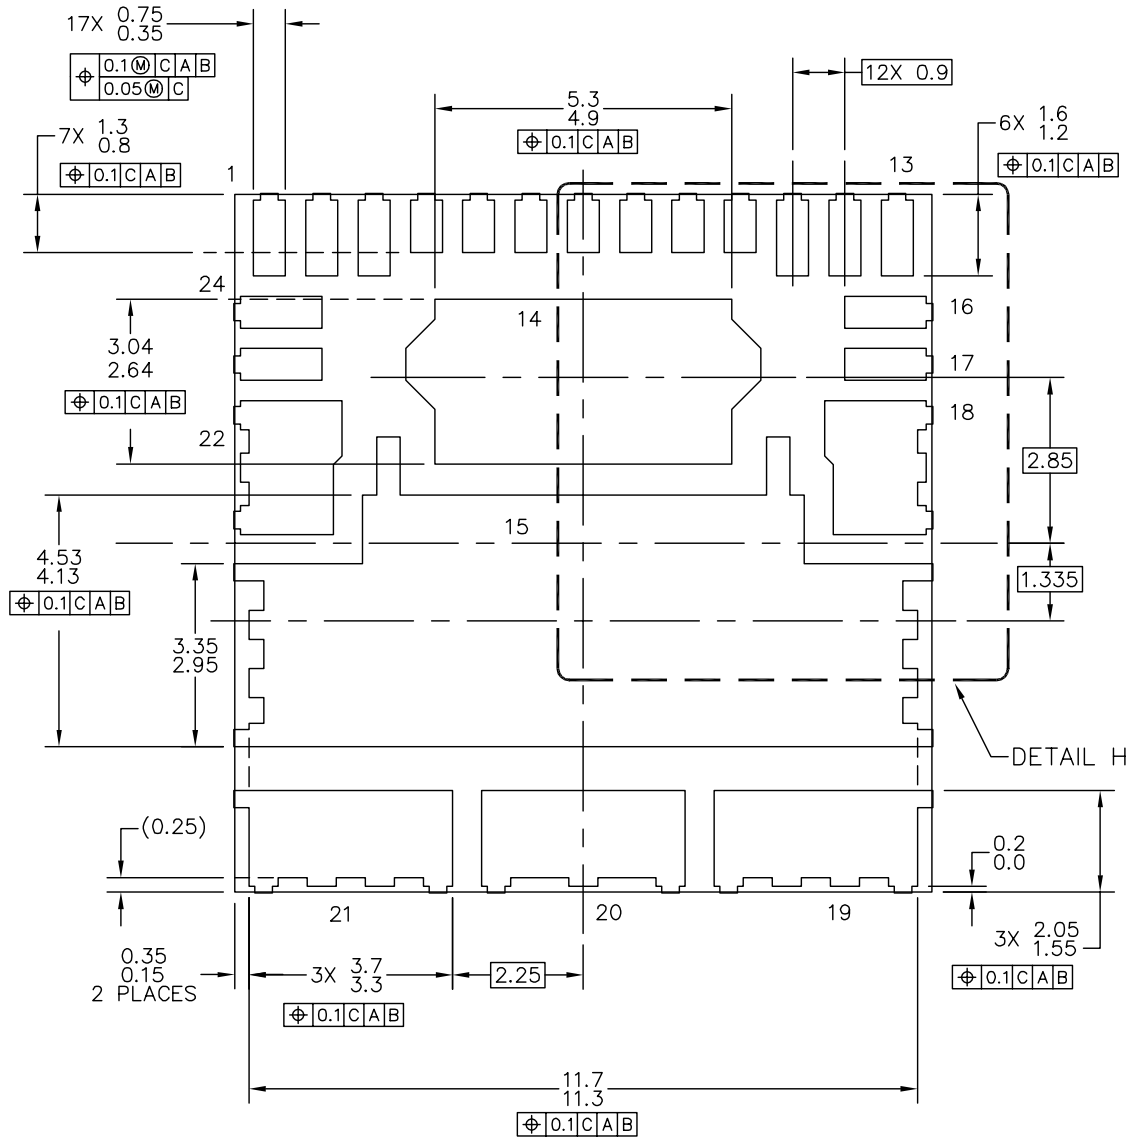 17X 0.75
0.35
⌖ 0.1Ⓜ C A B
0.05Ⓜ C
12X 0.9
5.3
4.9
⌖ 0.1 C A B
7X 1.3
0.8
⌖ 0.1 C A B
6X 1.6
1.2
⌖ 0.1 C A B
1
13
24
14
16
3.04
2.64
⌖ 0.1 C A B
17
18
22
2.85
15
4.53
4.13
⌖ 0.1 C A B
1.335
3.35
2.95
DETAIL H
(0.25)
0.2
0.0
21
20
19
3X 2.05
1.55
⌖ 0.1 C A B
0.35
0.15
2 PLACES
3X 3.7
3.3
⌖ 0.1 C A B
2.25
11.7
11.3
⌖ 0.1 C A B